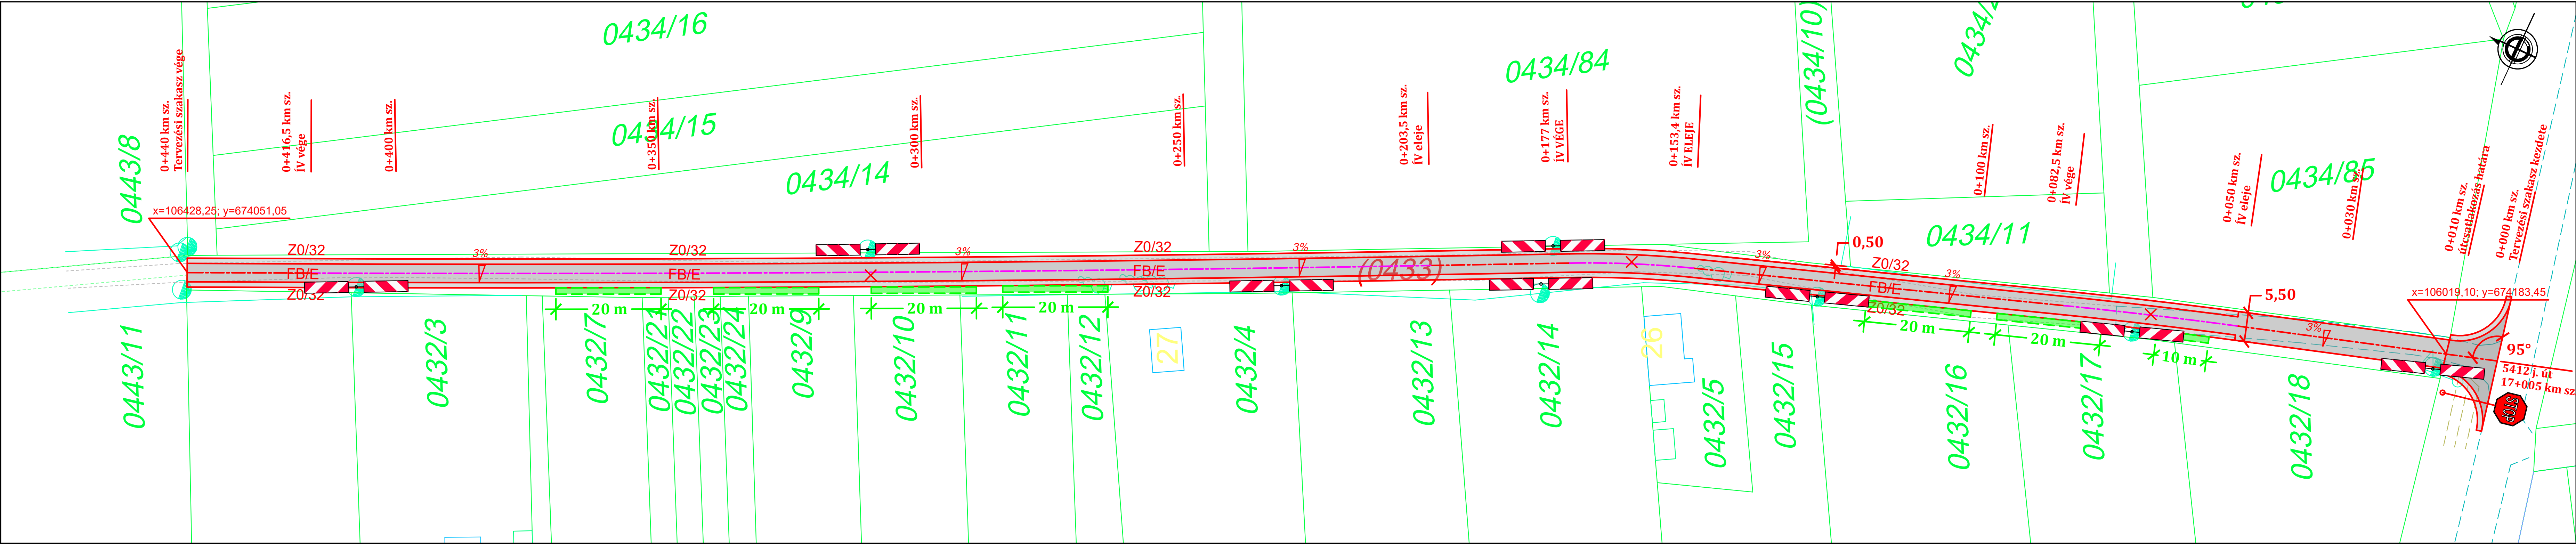 0434/16
0434/15
0434/14
0434/84
(0434/10)
0434/85
0434/11
0443/8
0+440 km sz.
Tervezési szakasz vége
0+416,5 km sz.
ÍV vége
0+400 km sz.
0+350 km sz.
0+300 km sz.
0+250 km sz.
0+203,5 km sz.
ÍV eleje
0+177 km sz.
ÍV VÉGE
0+153,4 km sz.
ÍV ELEJE
0+100 km sz.
0+082,5 km sz.
ÍV vége
0+050 km sz.
ÍV eleje
0+030 km sz.
0+010 km sz.
útcsatlakozás határa
0+000 km sz.
Tervezési szakasz kezdete
x=106428,25; y=674051,05
x=106019,10; y=674183,45
Z0/32
Z0/32
Z0/32
Z0/32
3%
3%
3%
3%
3%
3%
0,50
5,50
FB/E
FB/E
FB/E
FB/E
(0433)
Z0/32
Z0/32
Z0/32
Z0/32
20 m
20 m
20 m
20 m
20 m
20 m
10 m
95°
5412 j. út
17+005 km sz
STOP
0443/11
0432/3
0432/7
0432/21
0432/22
0432/23
0432/24
0432/9
0432/10
0432/11
0432/12
27
0432/4
0432/13
0432/14
28
0432/5
0432/15
0432/16
0432/17
0432/18